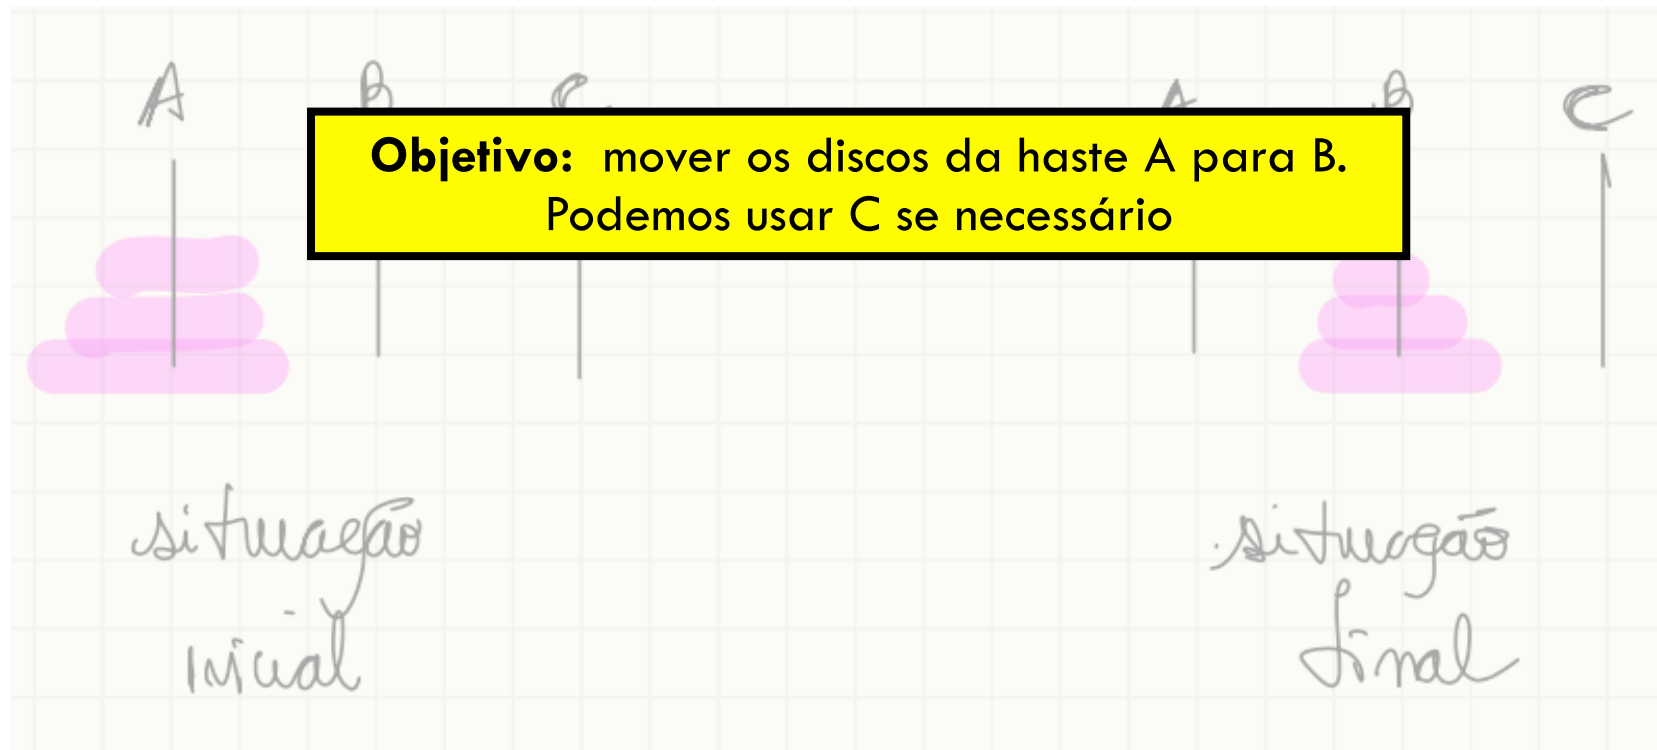 A B C A B C
Objetivo: mover os discos da haste A para B.
Podemos usar C se necessário
situação situação
inicial final